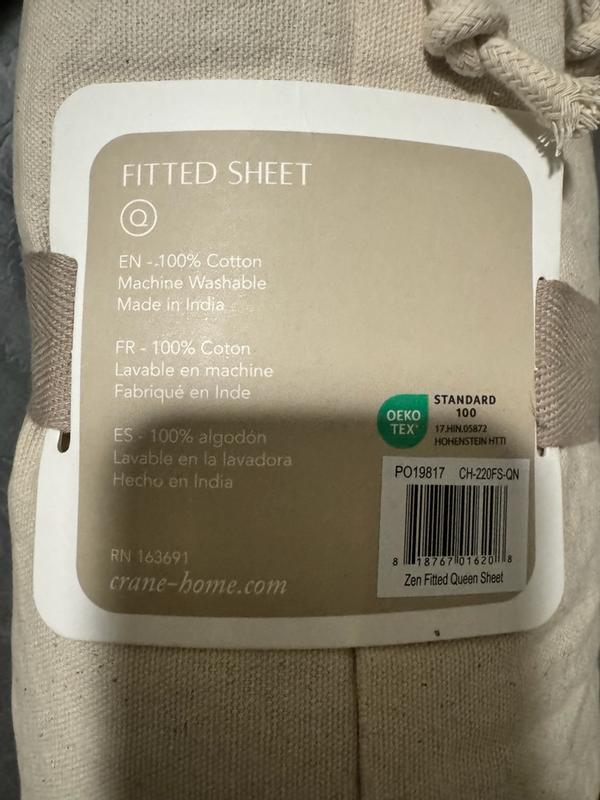 FITTED SHEET
Q
EN -.100% Cotton
Machine Washable
Made in India
FR - 100% Coton
Lavable en machine
Fabriqué en Inde
ES - 100% algodón
Lavable en la lavadora
Hecho en India
OEKO
TEX®
STANDARD
100
17.HIN.05872
HOHENSTEIN HTTI
PO19817 CH-220FS-QN
8 18767 01620 8
Zen Fitted Queen Sheet
RN 163691
crane-home.com